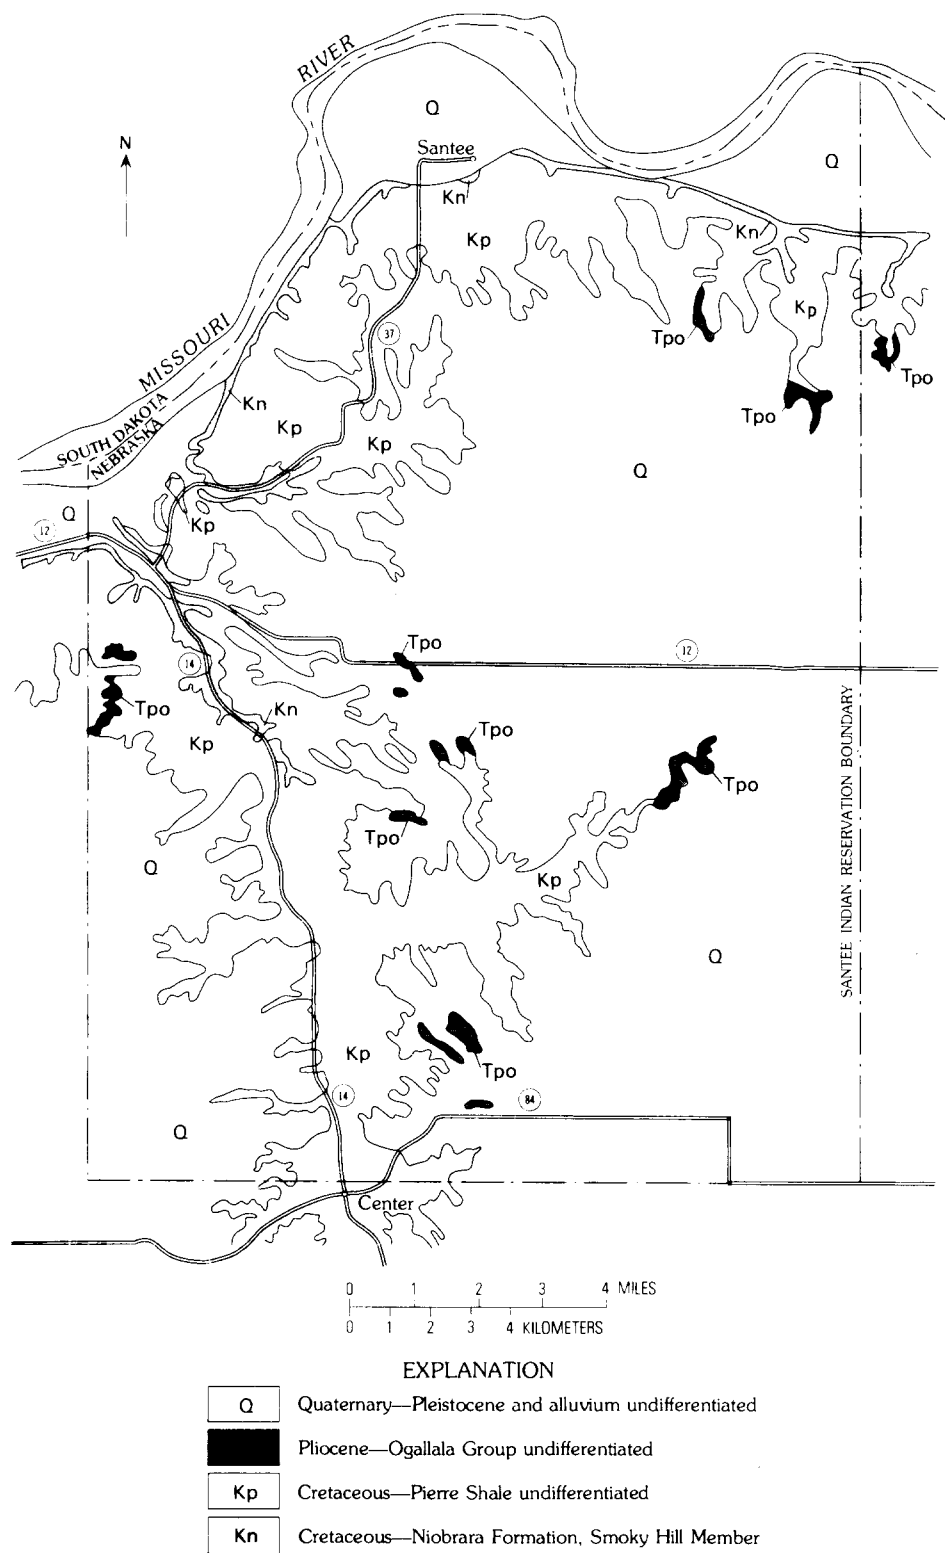 RIVER
Q
N
Santee
Q
Kn
Kp
Kn
Kp
MISSOURI
Tpo
37
Tpo
SOUTH DAKOTA
NEBRASKA
Kn
Kp
Kp
Tpo
Q
Q
12
Kp
Tpo
12
14
Tpo
Kn
Kp
Tpo
Tpo
SANTEE INDIAN RESERVATION BOUNDARY
Tpo
Q
Kp
Q
Kp
Tpo
14
84
Q
Center
0 1 2 3 4 MILES
0 1 2 3 4 KILOMETERS
EXPLANATION
Q Quaternary—Pleistocene and alluvium undifferentiated
Pliocene—Ogallala Group undifferentiated
Kp Cretaceous—Pierre Shale undifferentiated
Kn Cretaceous—Niobrara Formation, Smoky Hill Member